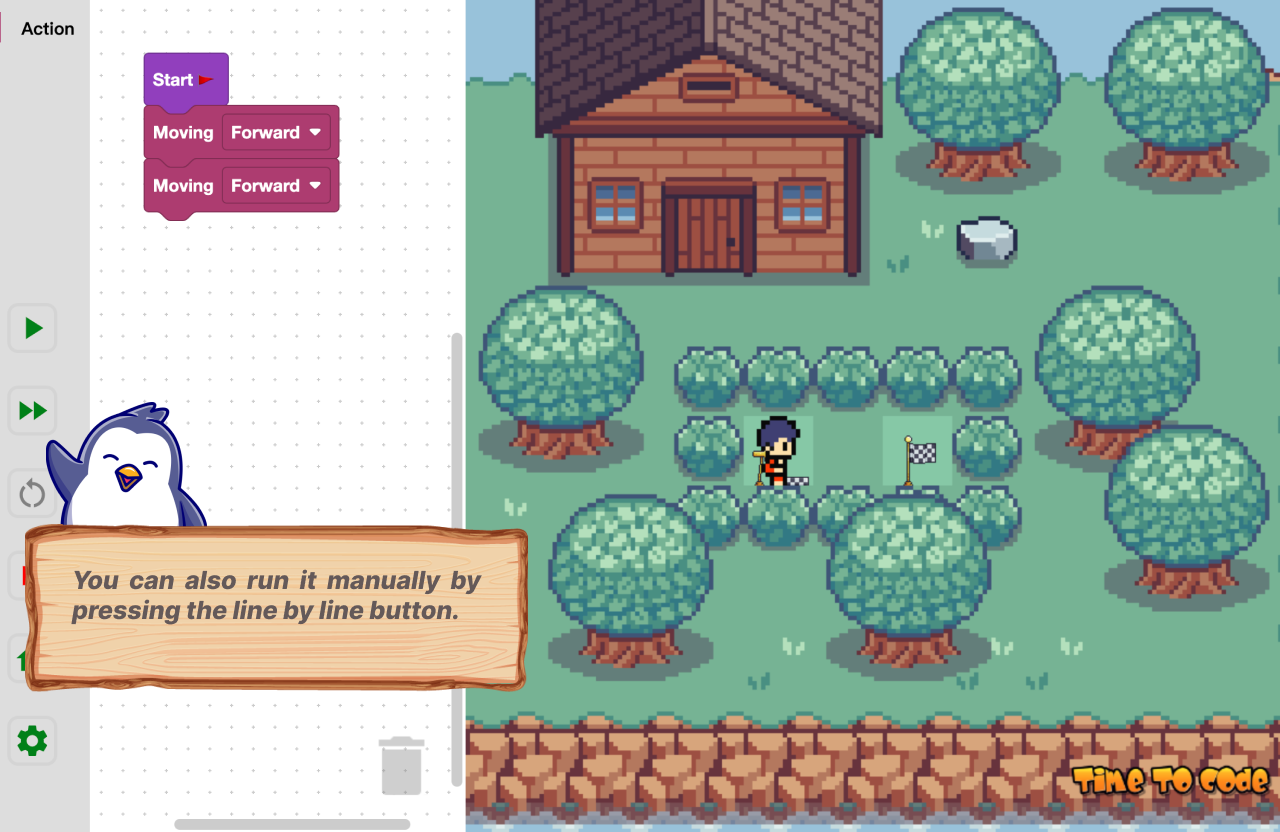 Action
Start
Moving Forward
Moving Forward
You can also run it manually by
pressing the line by line button.
TIME TO CODE